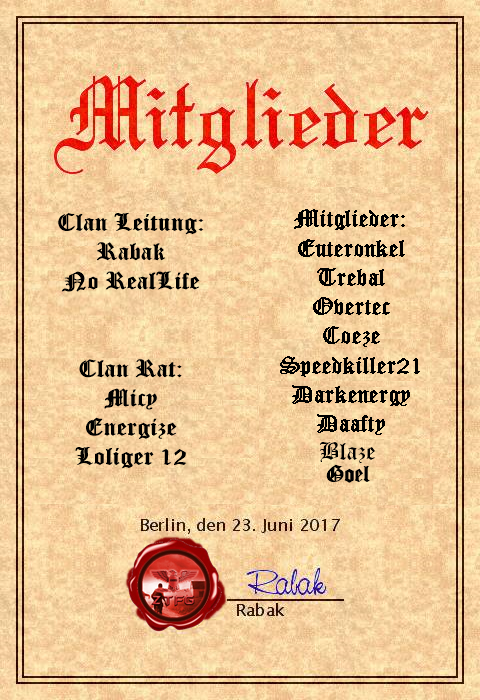 Mitglieder
Clan Leitung:
Rabak
No RealLife
Clan Rat:
Micy
Energize
Loliger 12
Mitglieder:
Euteronkel
Trebal
Overtec
Coeze
Speedkiller21
Darkenergy
Daafty
Blaze
Goel
Berlin, den 23. Juni 2017
ZTFG
Rabak
Rabak